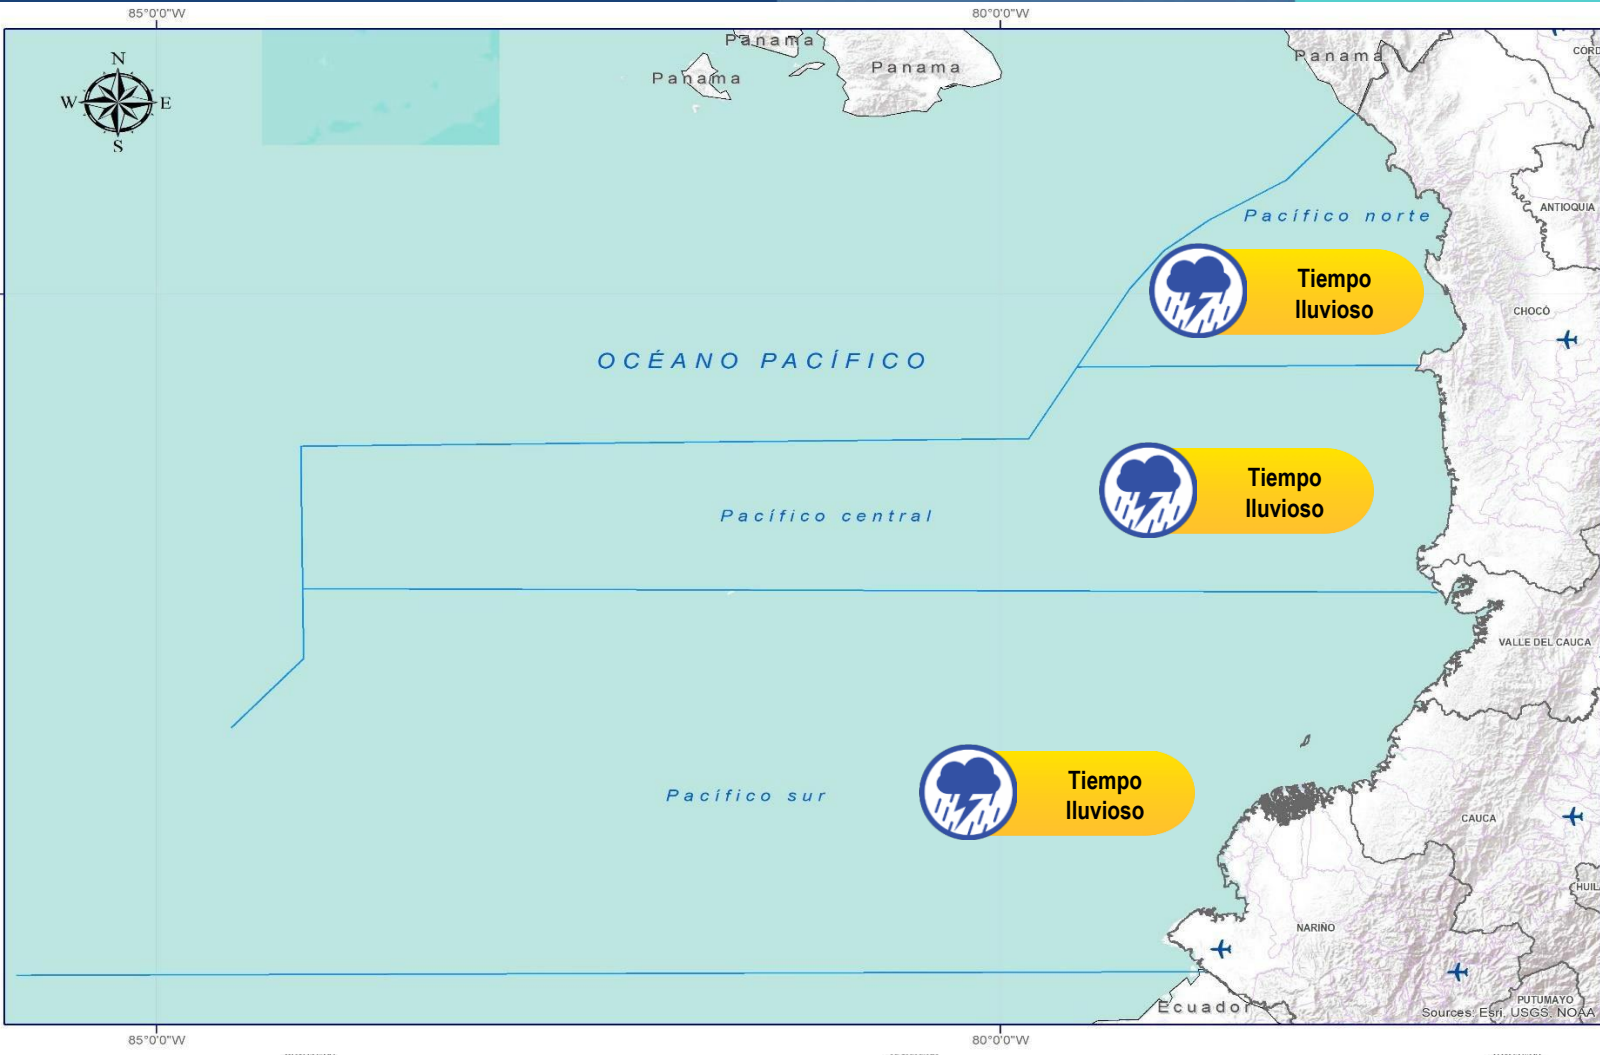 85°0'0"W
80°0'0"W
N
W
E
S
Panama
Panama
Panama
Panama
CÓRD
ANTIOQUIA
Pacífico norte
Tiempo
lluvioso
CHOCÓ
OCÉANO PACÍFICO
Tiempo
lluvioso
Pacífico central
VALLE DEL CAUCA
Tiempo
lluvioso
Pacífico sur
CAUCA
HUIL
NARIÑO
PUTUMAYO
Ecuador
Sources: Esri, USGS, NOAA
85°0'0"W
80°0'0"W